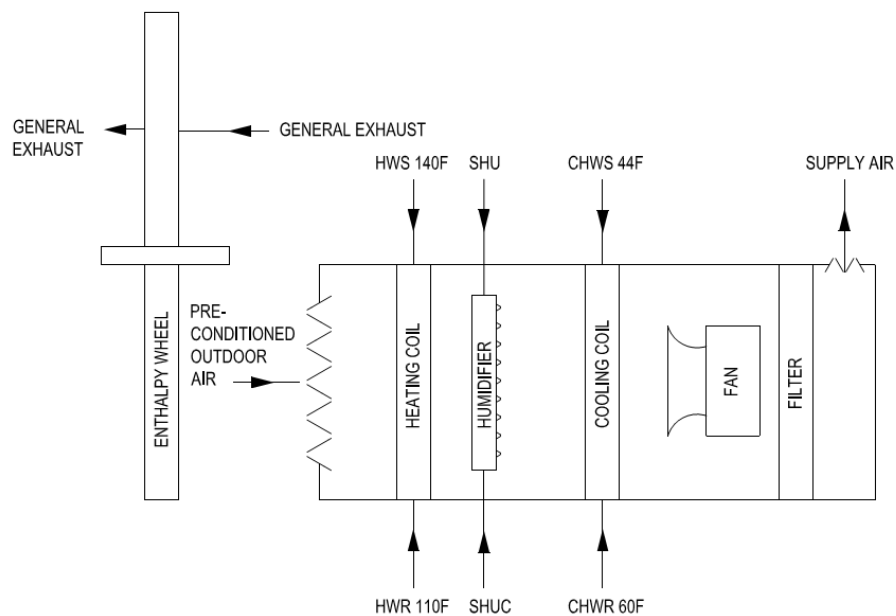 GENERAL
EXHAUST
GENERAL EXHAUST
HWS 140F
SHU
CHWS 44F
SUPPLY AIR
ENTHALPY WHEEL
PRE-
CONDITIONED
OUTDOOR
AIR
HEATING COIL
HUMIDIFIER
COOLING COIL
FAN
FILTER
HWR 110F
SHUC
CHWR 60F